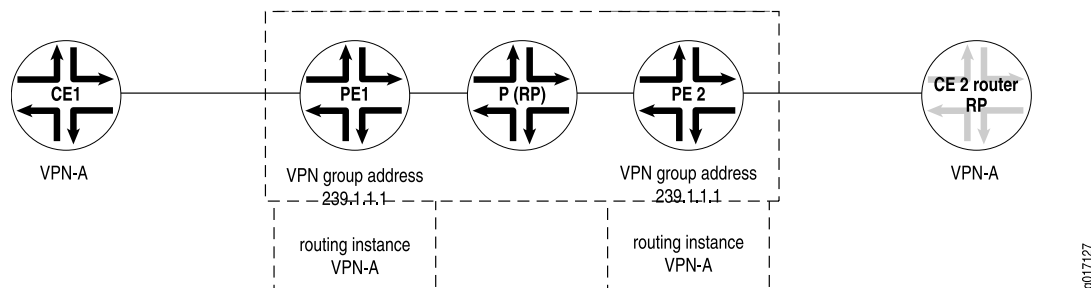 CE1
PE1
P (RP)
PE 2
CE 2 router
RP
VPN-A
VPN group address
239.1.1.1
VPN group address
239.1.1.1
VPN-A
routing instance
VPN-A
routing instance
VPN-A
g017127